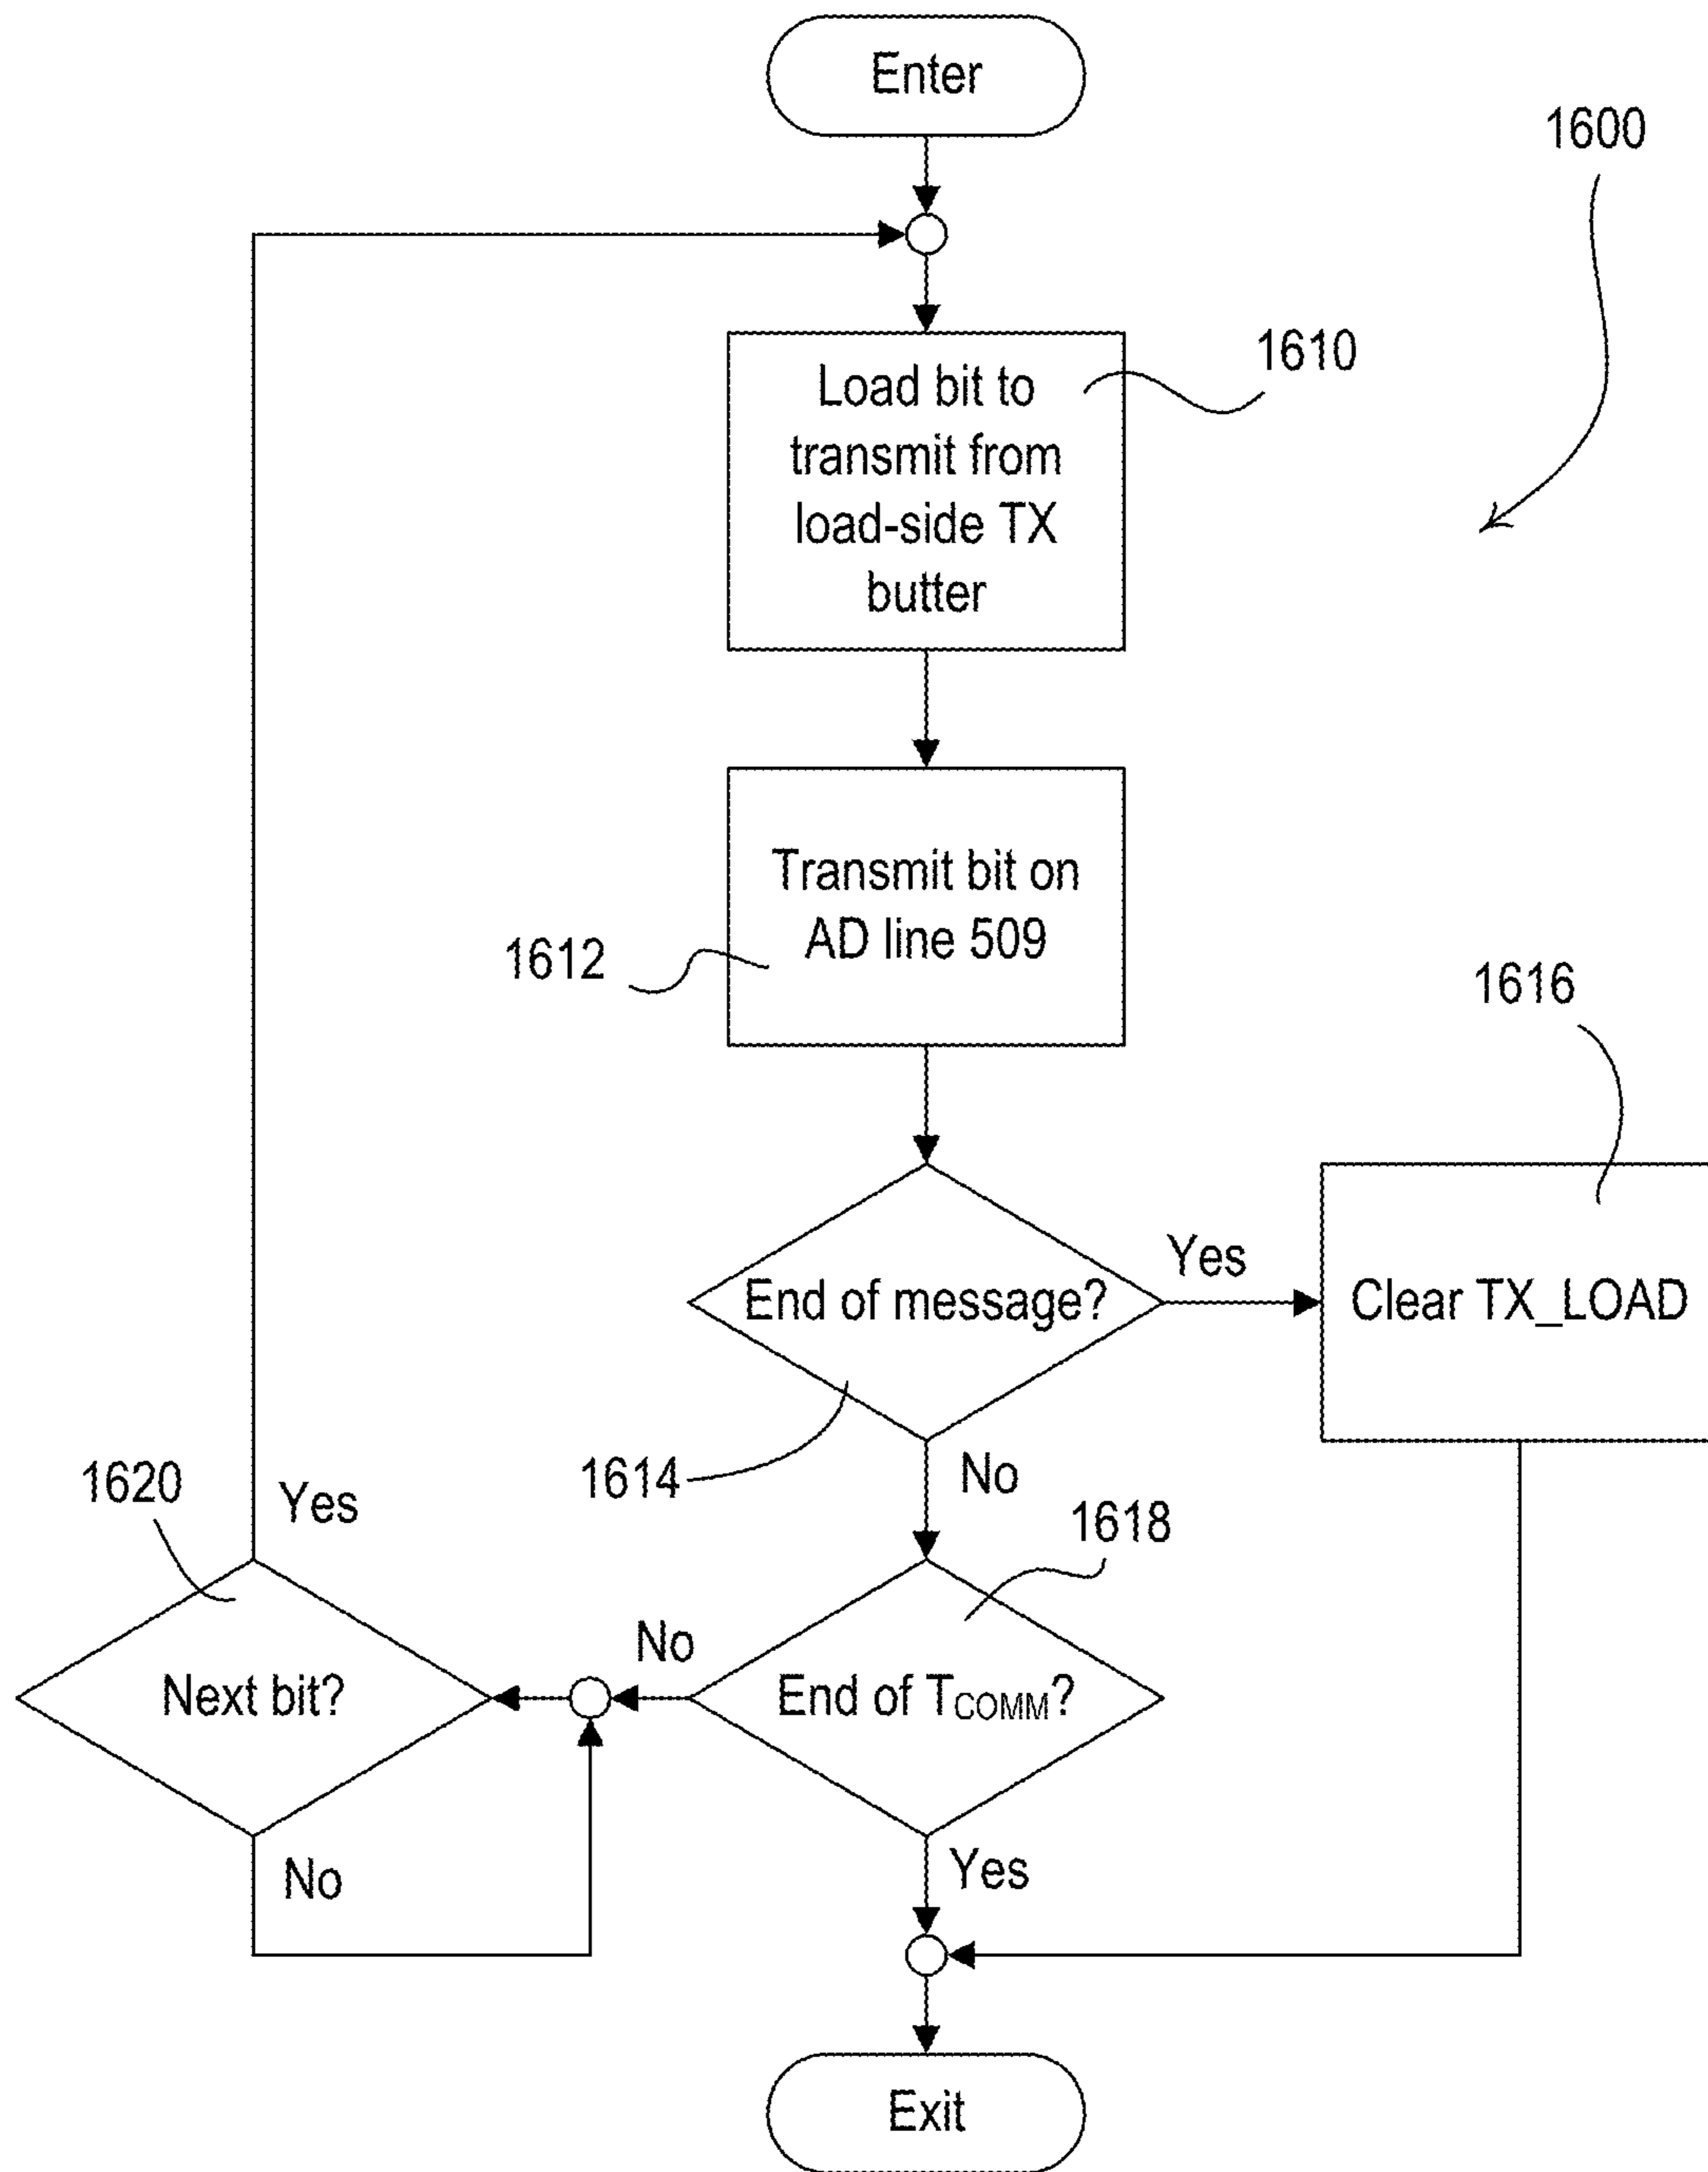 Enter
1600
1610
Load bit to
transmit from
load-side TX
butter
Transmit bit on
AD line 509
1612
1616
End of message?
Yes
Clear TX_LOAD
1614
No
1618
1620
Yes
No
Next bit?
End of TCOMM?
No
Yes
Exit